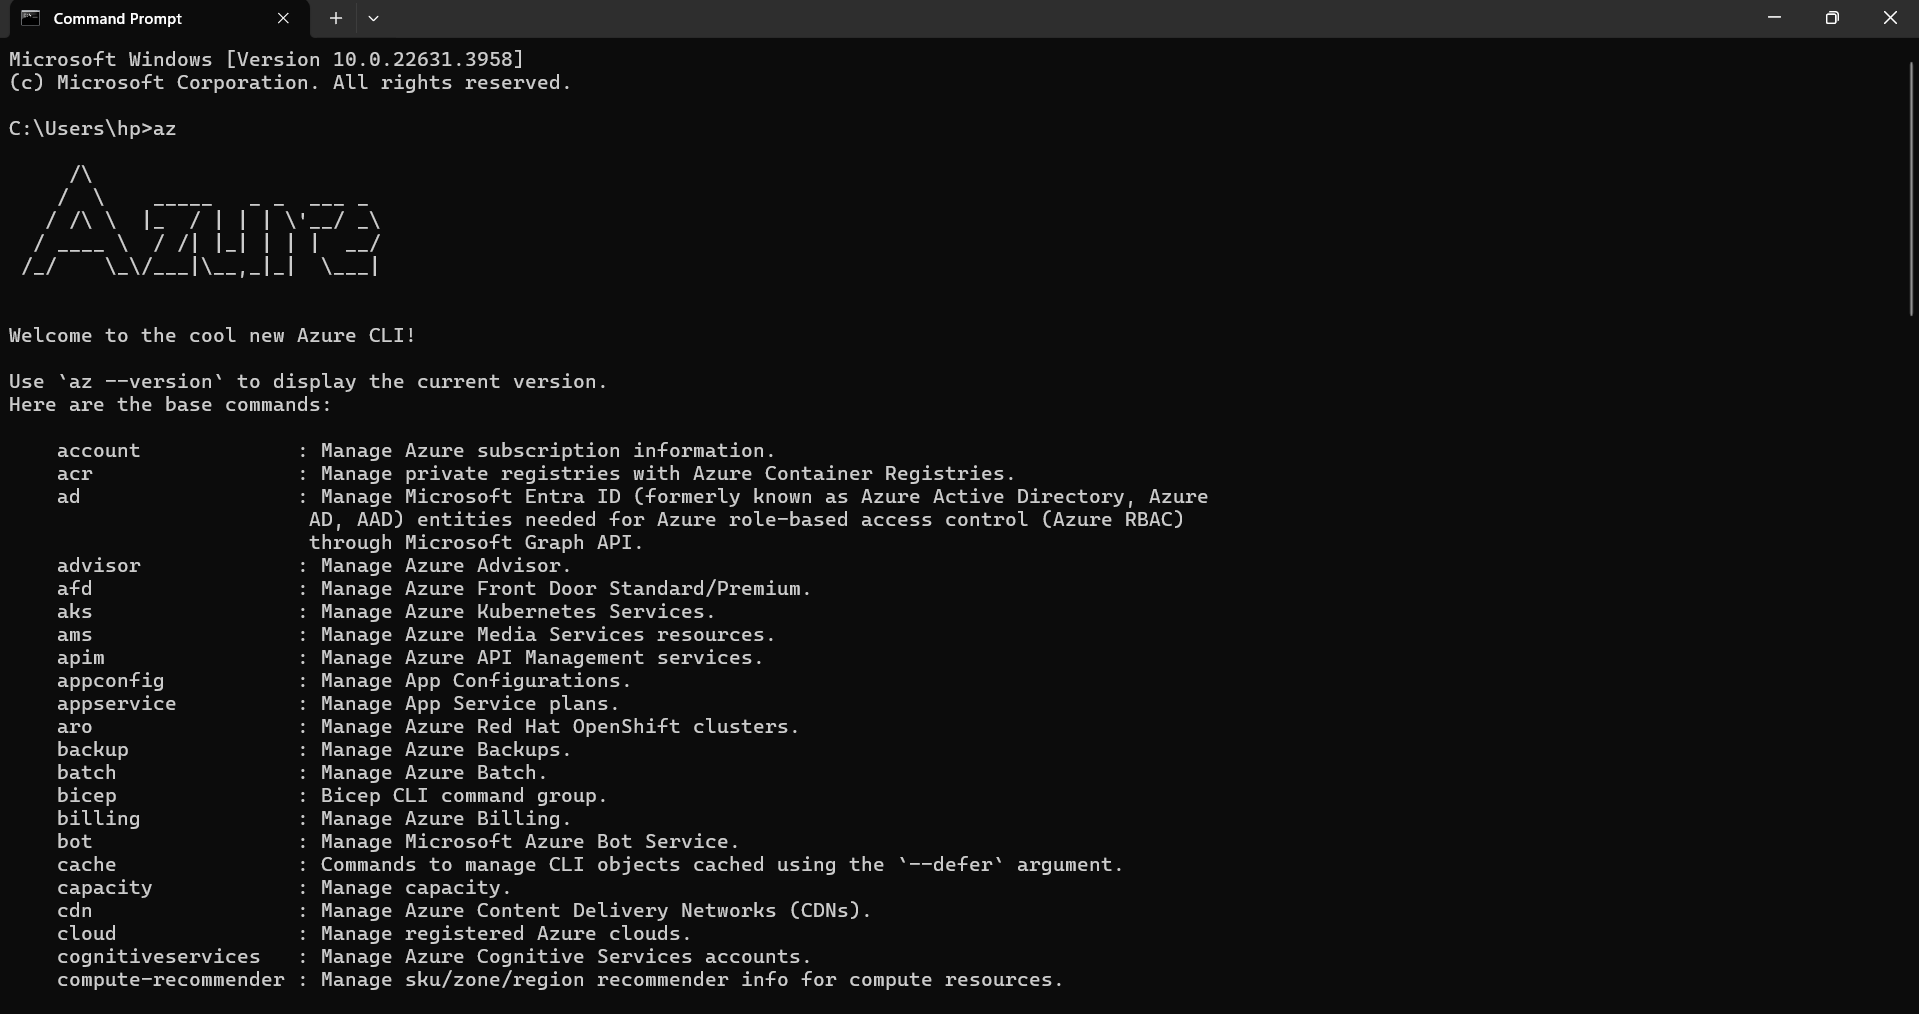 Command Prompt
Microsoft Windows [Version 10.0.22631.3958]
(c) Microsoft Corporation. All rights reserved.
C:\Users\hp>az
     /\
    /  \    _____   _ _  ___ _
   / /\ \  |_  / | | | \'__/ _\
  / ____ \  / /| |_| | | |  __/
 /_/    \_\/___|\__,_|_|  \___|
Welcome to the cool new Azure CLI!
Use `az --version` to display the current version.
Here are the base commands:
    account             : Manage Azure subscription information.
    acr                 : Manage private registries with Azure Container Registries.
    ad                  : Manage Microsoft Entra ID (formerly known as Azure Active Directory, Azure
                         AD, AAD) entities needed for Azure role-based access control (Azure RBAC)
                         through Microsoft Graph API.
    advisor             : Manage Azure Advisor.
    afd                 : Manage Azure Front Door Standard/Premium.
    aks                 : Manage Azure Kubernetes Services.
    ams                 : Manage Azure Media Services resources.
    apim                : Manage Azure API Management services.
    appconfig           : Manage App Configurations.
    appservice          : Manage App Service plans.
    aro                 : Manage Azure Red Hat OpenShift clusters.
    backup              : Manage Azure Backups.
    batch               : Manage Azure Batch.
    bicep               : Bicep CLI command group.
    billing             : Manage Azure Billing.
    bot                 : Manage Microsoft Azure Bot Service.
    cache               : Commands to manage CLI objects cached using the `--defer` argument.
    capacity            : Manage capacity.
    cdn                 : Manage Azure Content Delivery Networks (CDNs).
    cloud               : Manage registered Azure clouds.
    cognitiveservices   : Manage Azure Cognitive Services accounts.
    compute-recommender : Manage sku/zone/region recommender info for compute resources.